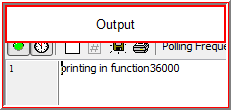 Output
Polling Freque
1 printing in function36000